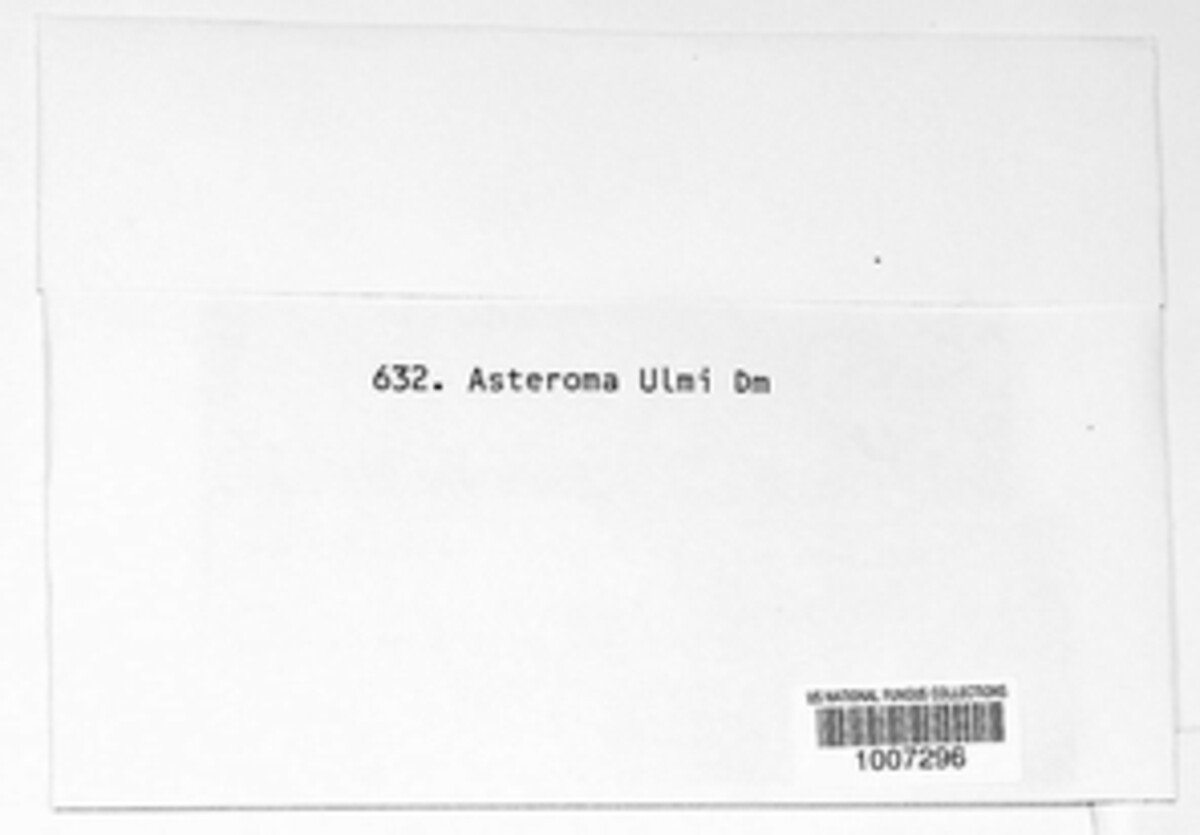 632. Asteroma Ulmi Dm
US NATIONAL FUNGUS COLLECTIONS
1007296